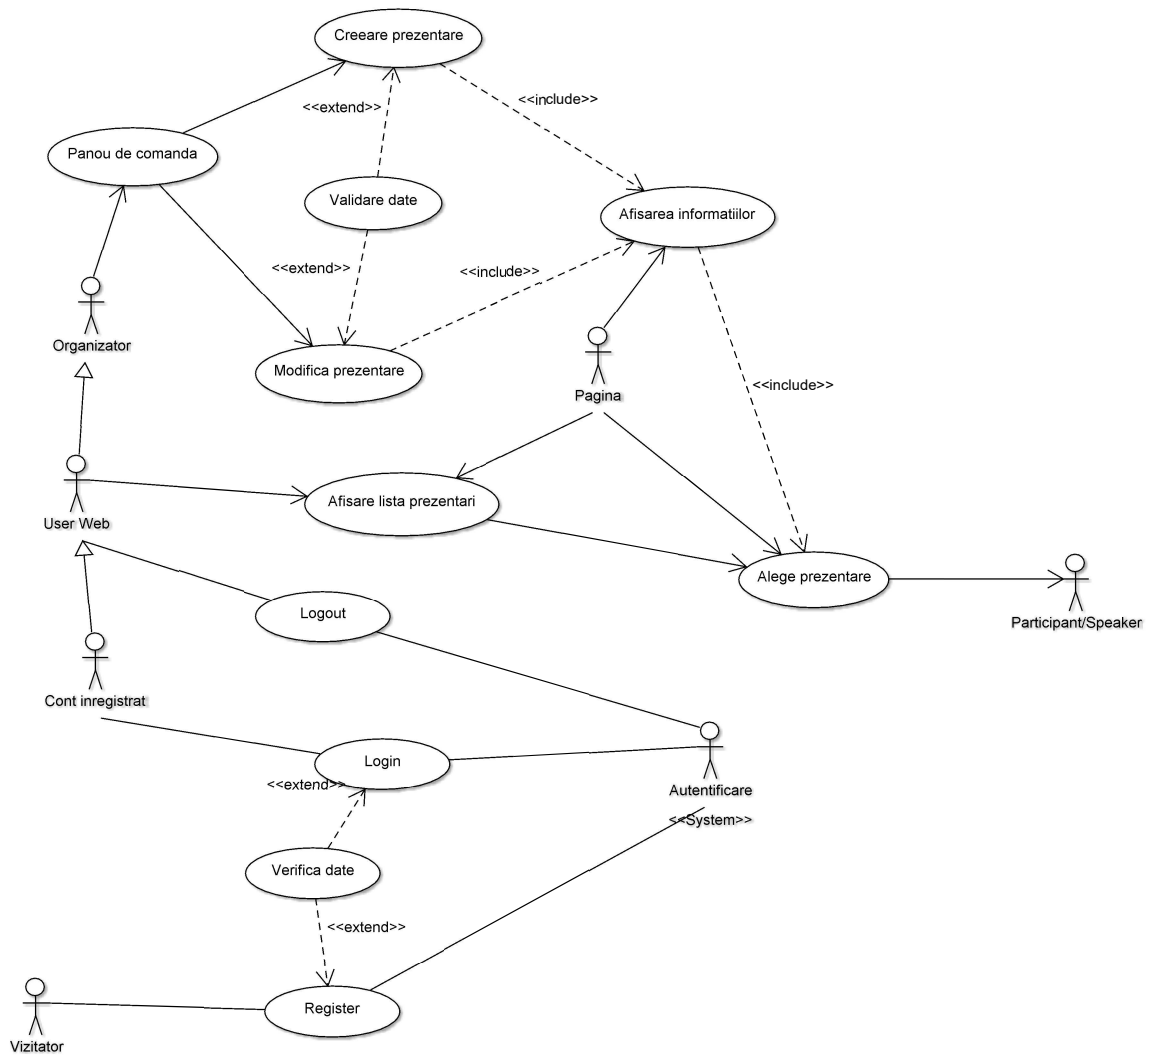 Creeare prezentare
<<extend>>
<<include>>
Panou de comanda
Validare date
Afisarea informatiilor
<<extend>>
<<include>>
Organizator
Modifica prezentare
Pagina
<<include>>
User Web
Afisare lista prezentari
Alege prezentare
Participant/Speaker
Logout
Cont inregistrat
Login
<<extend>>
Autentificare
<<System>>
Verifica date
<<extend>>
Register
Vizitator